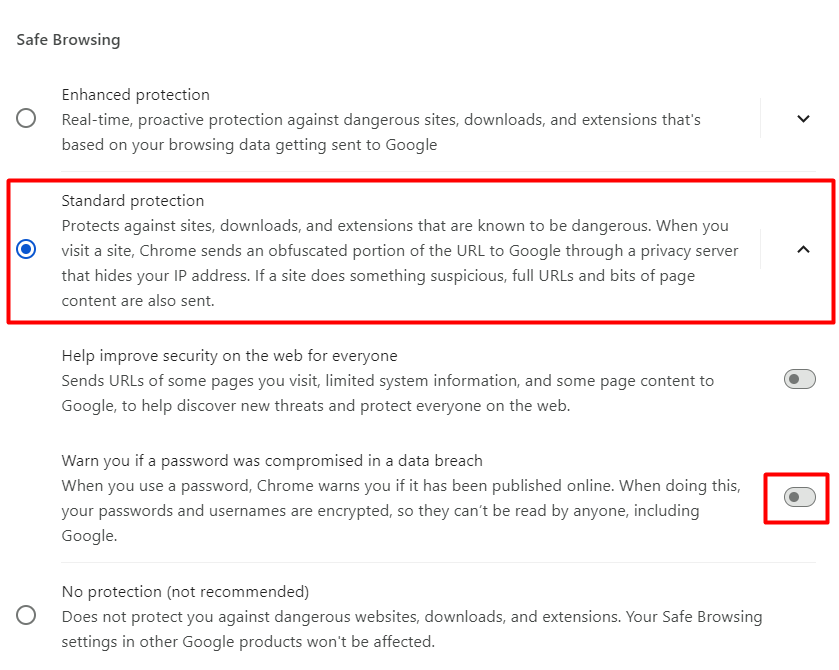 Safe Browsing
Enhanced protection
Real-time, proactive protection against dangerous sites, downloads, and extensions that's
based on your browsing data getting sent to Google
Standard protection
Protects against sites, downloads, and extensions that are known to be dangerous. When you
visit a site, Chrome sends an obfuscated portion of the URL to Google through a privacy server
that hides your IP address. If a site does something suspicious, full URLs and bits of page
content are also sent.
Help improve security on the web for everyone
Sends URLs of some pages you visit, limited system information, and some page content to
Google, to help discover new threats and protect everyone on the web.
Warn you if a password was compromised in a data breach
When you use a password, Chrome warns you if it has been published online. When doing this,
your passwords and usernames are encrypted, so they can’t be read by anyone, including
Google.
No protection (not recommended)
Does not protect you against dangerous websites, downloads, and extensions. Your Safe Browsing
settings in other Google products won't be affected.